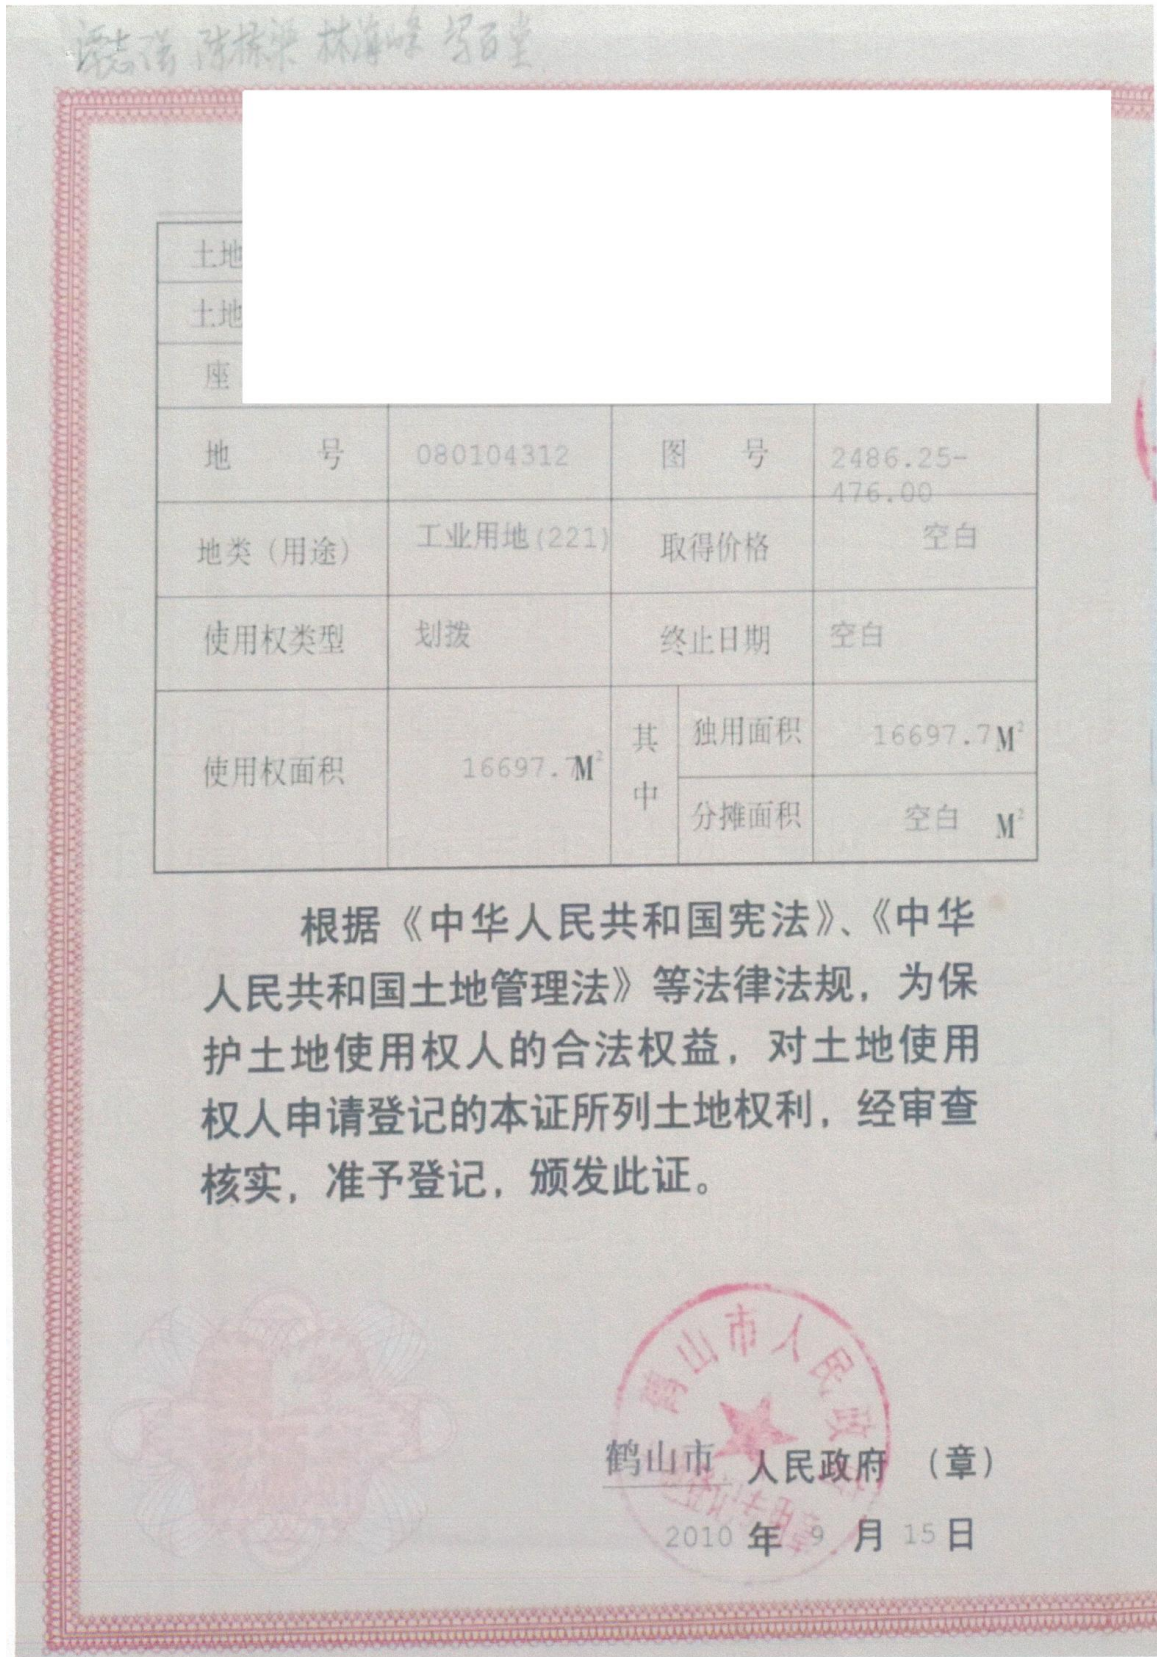 谭志强 陈栋梁 林海峰
土地
土地
座
地 号 080104312 图 号 2486.25-
476.00
地类（用途） 工业用地(221) 取得价格 空白
使用权类型 划拨 终止日期 空白
使用权面积 16697.7M² 其中 独用面积 16697.7M²
分摊面积 空白 M²
根据《中华人民共和国宪法》、《中华
人民共和国土地管理法》等法律法规，为保
护土地使用权人的合法权益，对土地使用
权人申请登记的本证所列土地权利，经审查
核实，准予登记，颁发此证。
鹤山市人民政府
鹤山市 人民政府 （章）
2010 年 9 月 15 日